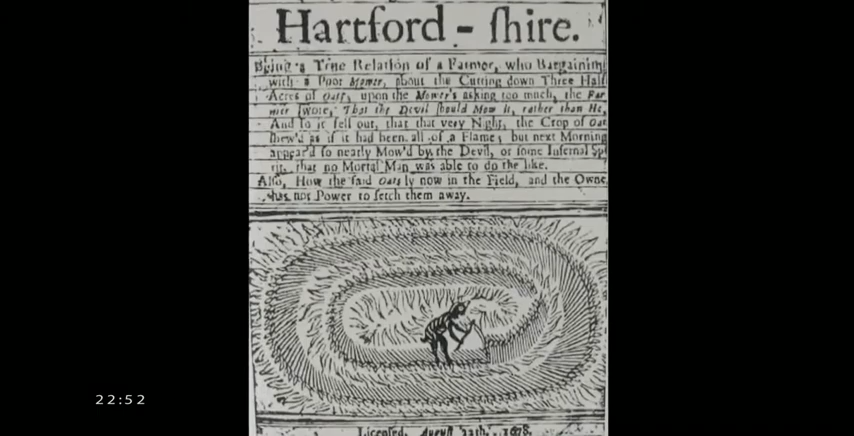 Hartford - ſhire.
Being a True Relation of a Farmer, who Bargaining
with a Poor Mower, about the Cutting down Three Half
Acres of Oats, upon the Mower's asking too much, the Far
mer ſwore, That the Devil ſhould Mow it, rather than He,
And ſo it fell out, that that very Night, the Crop of Oat
ſhew'd as if it had been all of a Flame; but next Morning
appear'd ſo neatly Mow'd by the Devil, or ſome Infernal Spi
rit, that no Mortal Man was able to do the like.
Alſo, How the ſaid Oats ly now in the Field, and the Owne
has not Power to fetch them away.
22:52
Licensed, Auguſt 22th. 1678.